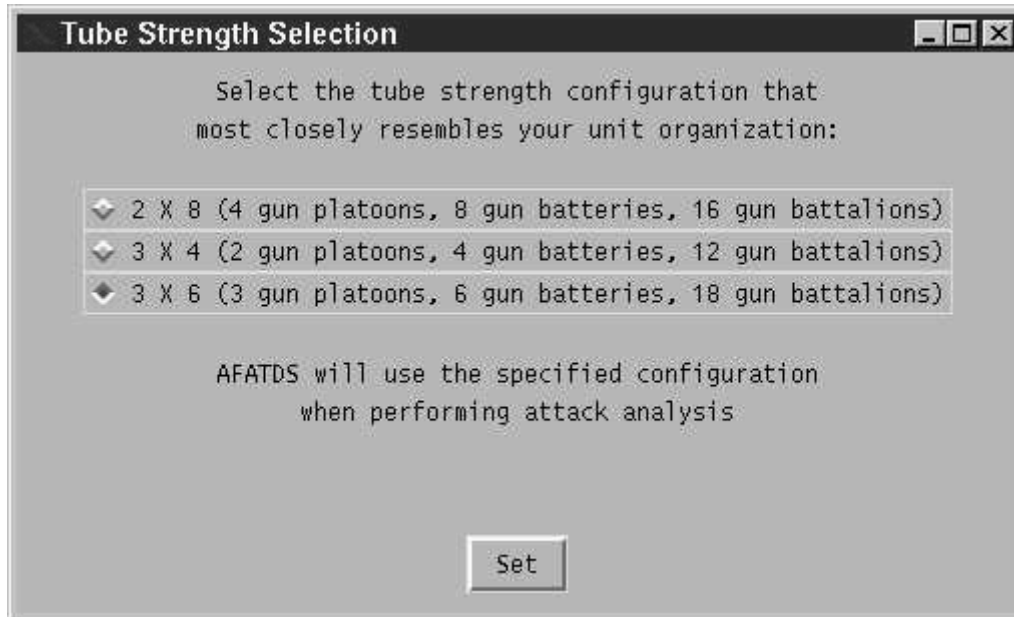 Tube Strength Selection
Select the tube strength configuration that
most closely resembles your unit organization:
2 X 8 (4 gun platoons, 8 gun batteries, 16 gun battalions)
3 X 4 (2 gun platoons, 4 gun batteries, 12 gun battalions)
3 X 6 (3 gun platoons, 6 gun batteries, 18 gun battalions)
AFATDS will use the specified configuration
when performing attack analysis
Set